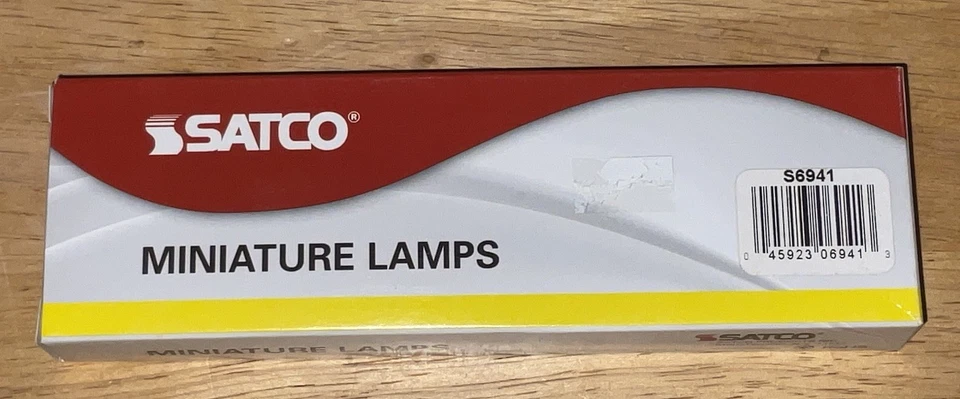 SATCO®
MINIATURE LAMPS
S6941
0 45923 06941 3
MINIATURE LAMPS
SATCO